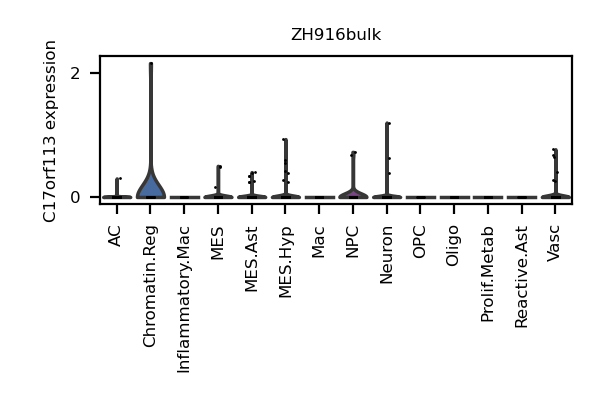 ZH916bulk
C17orf113 expression
2
0
AC
Chromatin.Reg
Inflammatory.Mac
MES
MES.Ast
MES.Hyp
Mac
NPC
Neuron
OPC
Oligo
Prolif.Metab
Reactive.Ast
Vasc